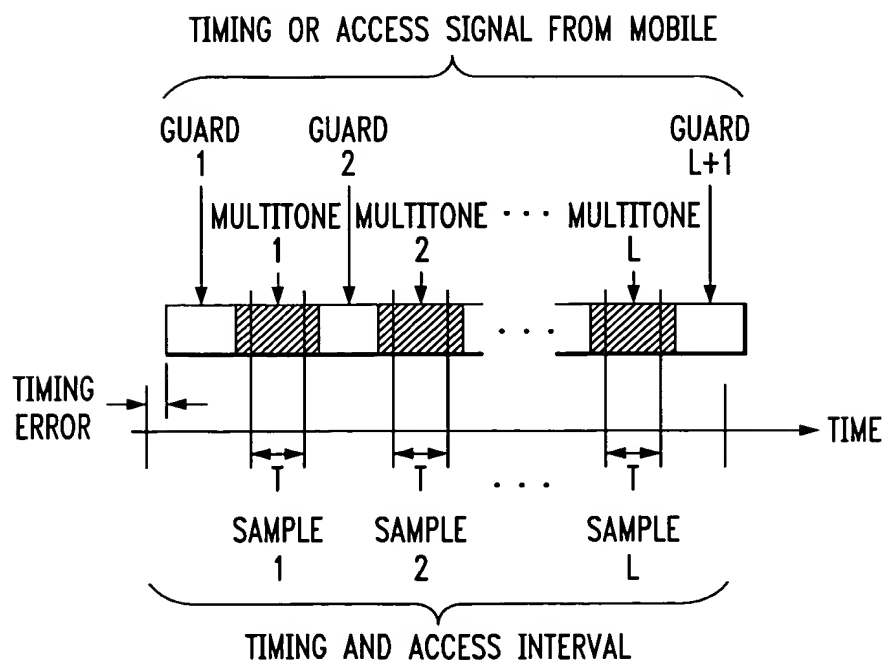 TIMING OR ACCESS SIGNAL FROM MOBILE
GUARD
1
GUARD
2
GUARD
L+1
MULTITONE
1
MULTITONE
2
· · ·
MULTITONE
L
· · ·
TIMING
ERROR
TIME
T
T
· · ·
T
SAMPLE
1
SAMPLE
2
SAMPLE
L
TIMING AND ACCESS INTERVAL